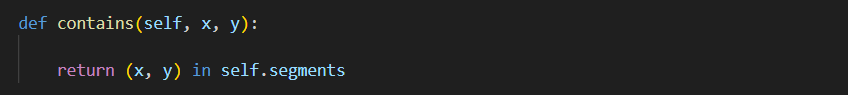 def contains(self, x, y):
return (x, y) in self.segments